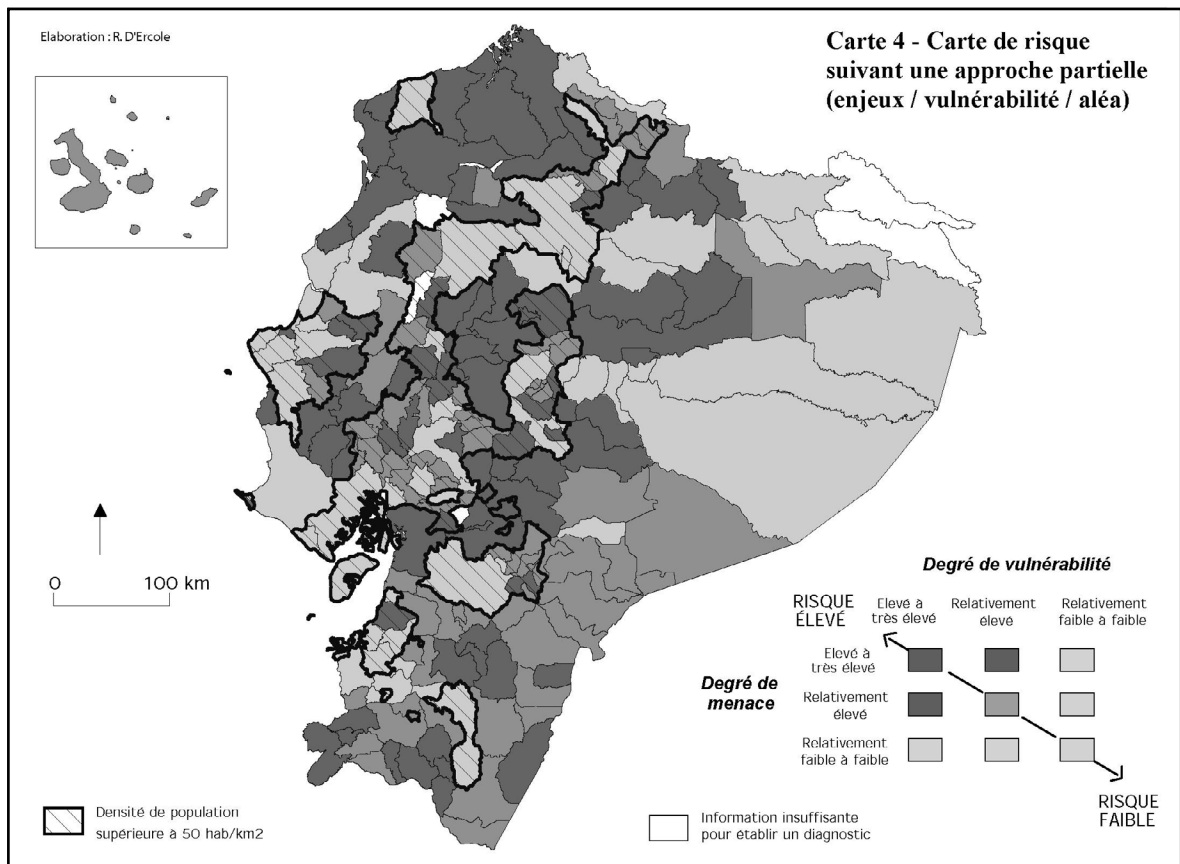 Elaboration : R. D'Ercole
Carte 4 - Carte de risque
suivant une approche partielle
(enjeux / vulnérabilité / aléa)
0 100 km
Degré de vulnérabilité
RISQUE
ÉLEVÉ
Elevé à
très élevé
Relativement
élevé
Relativement
faible à faible
Degré de
menace
Elevé à
très élevé
Relativement
élevé
Relativement
faible à faible
RISQUE
FAIBLE
Densité de population
supérieure à 50 hab/km2
Information insuffisante
pour établir un diagnostic